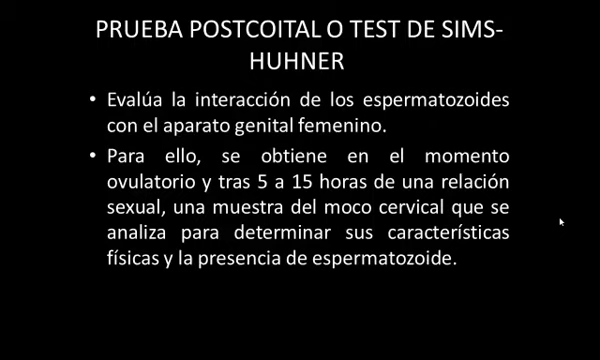 PRUEBA POSTCOITAL O TEST DE SIMS-
HUHNER
• Evalúa la interacción de los espermatozoides
con el aparato genital femenino.
• Para ello, se obtiene en el momento
ovulatorio y tras 5 a 15 horas de una relación
sexual, una muestra del moco cervical que se
analiza para determinar sus características
físicas y la presencia de espermatozoide.